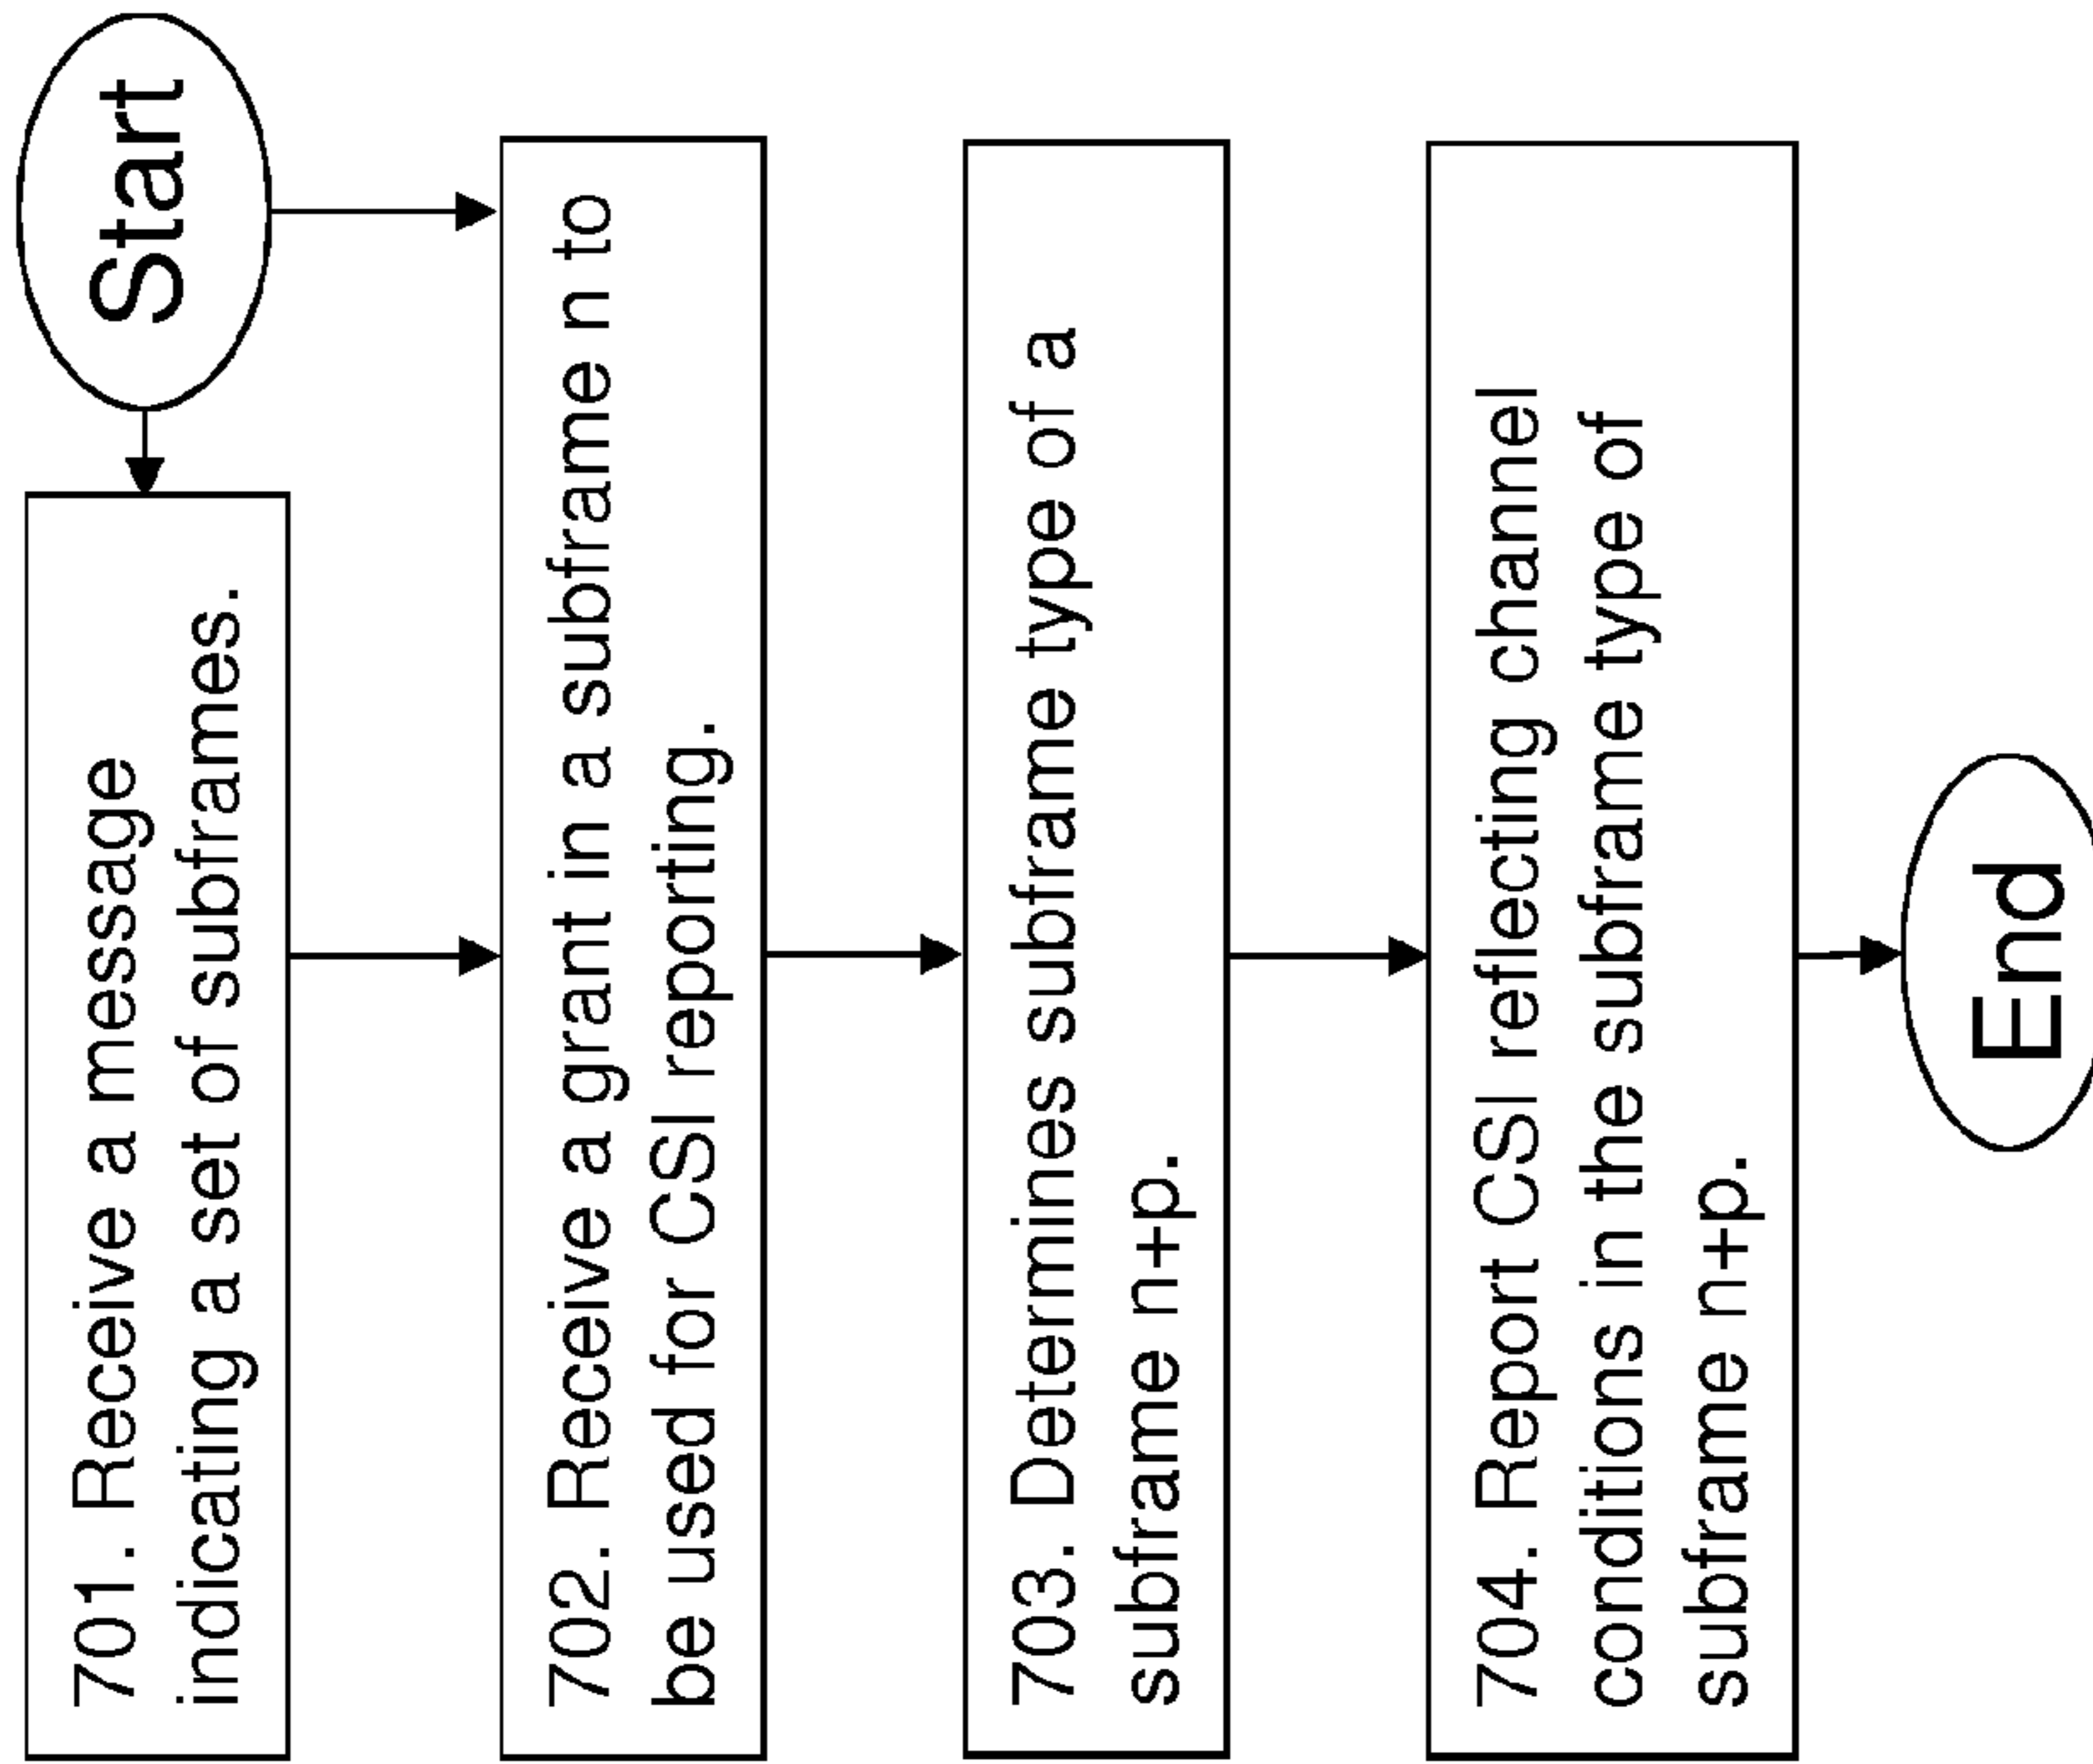 Start
701. Receive a message
indicating a set of subframes.
702. Receive a grant in a subframe n to
be used for CSI reporting.
703. Determines subframe type of a
subframe n+p.
704. Report CSI reflecting channel
conditions in the subframe type of
subframe n+p.
End